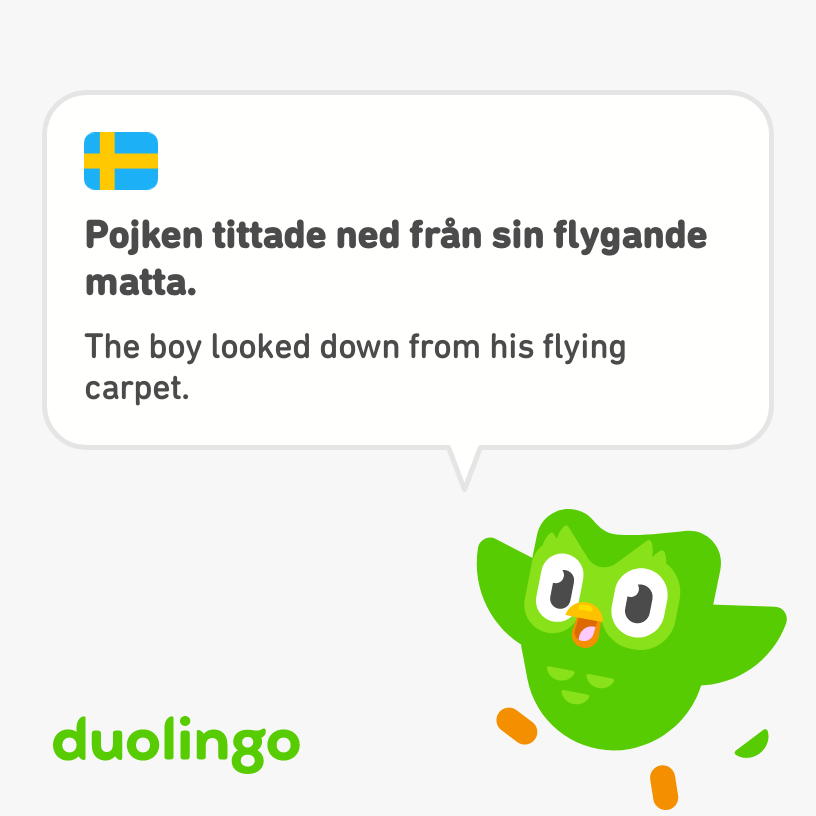 Pojken tittade ned från sin flygande
matta.
The boy looked down from his flying
carpet.
duolingo